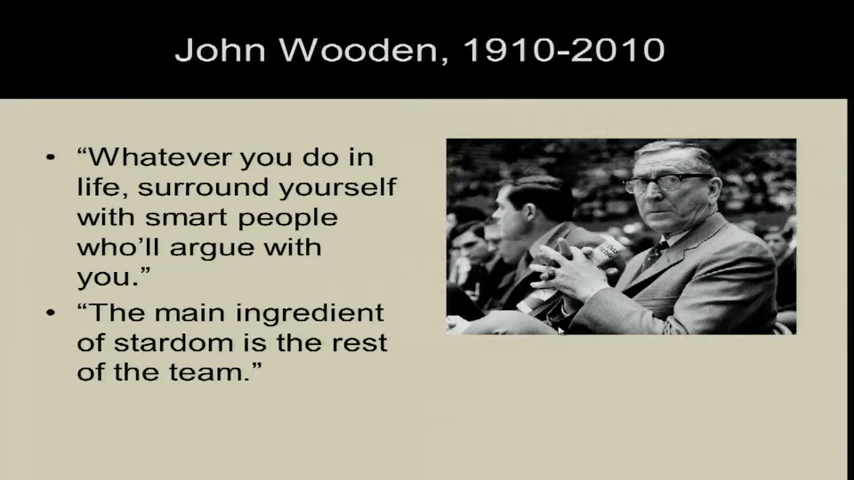 John Wooden, 1910-2010
• “Whatever you do in
life, surround yourself
with smart people
who’ll argue with
you.”
• “The main ingredient
of stardom is the rest
of the team.”